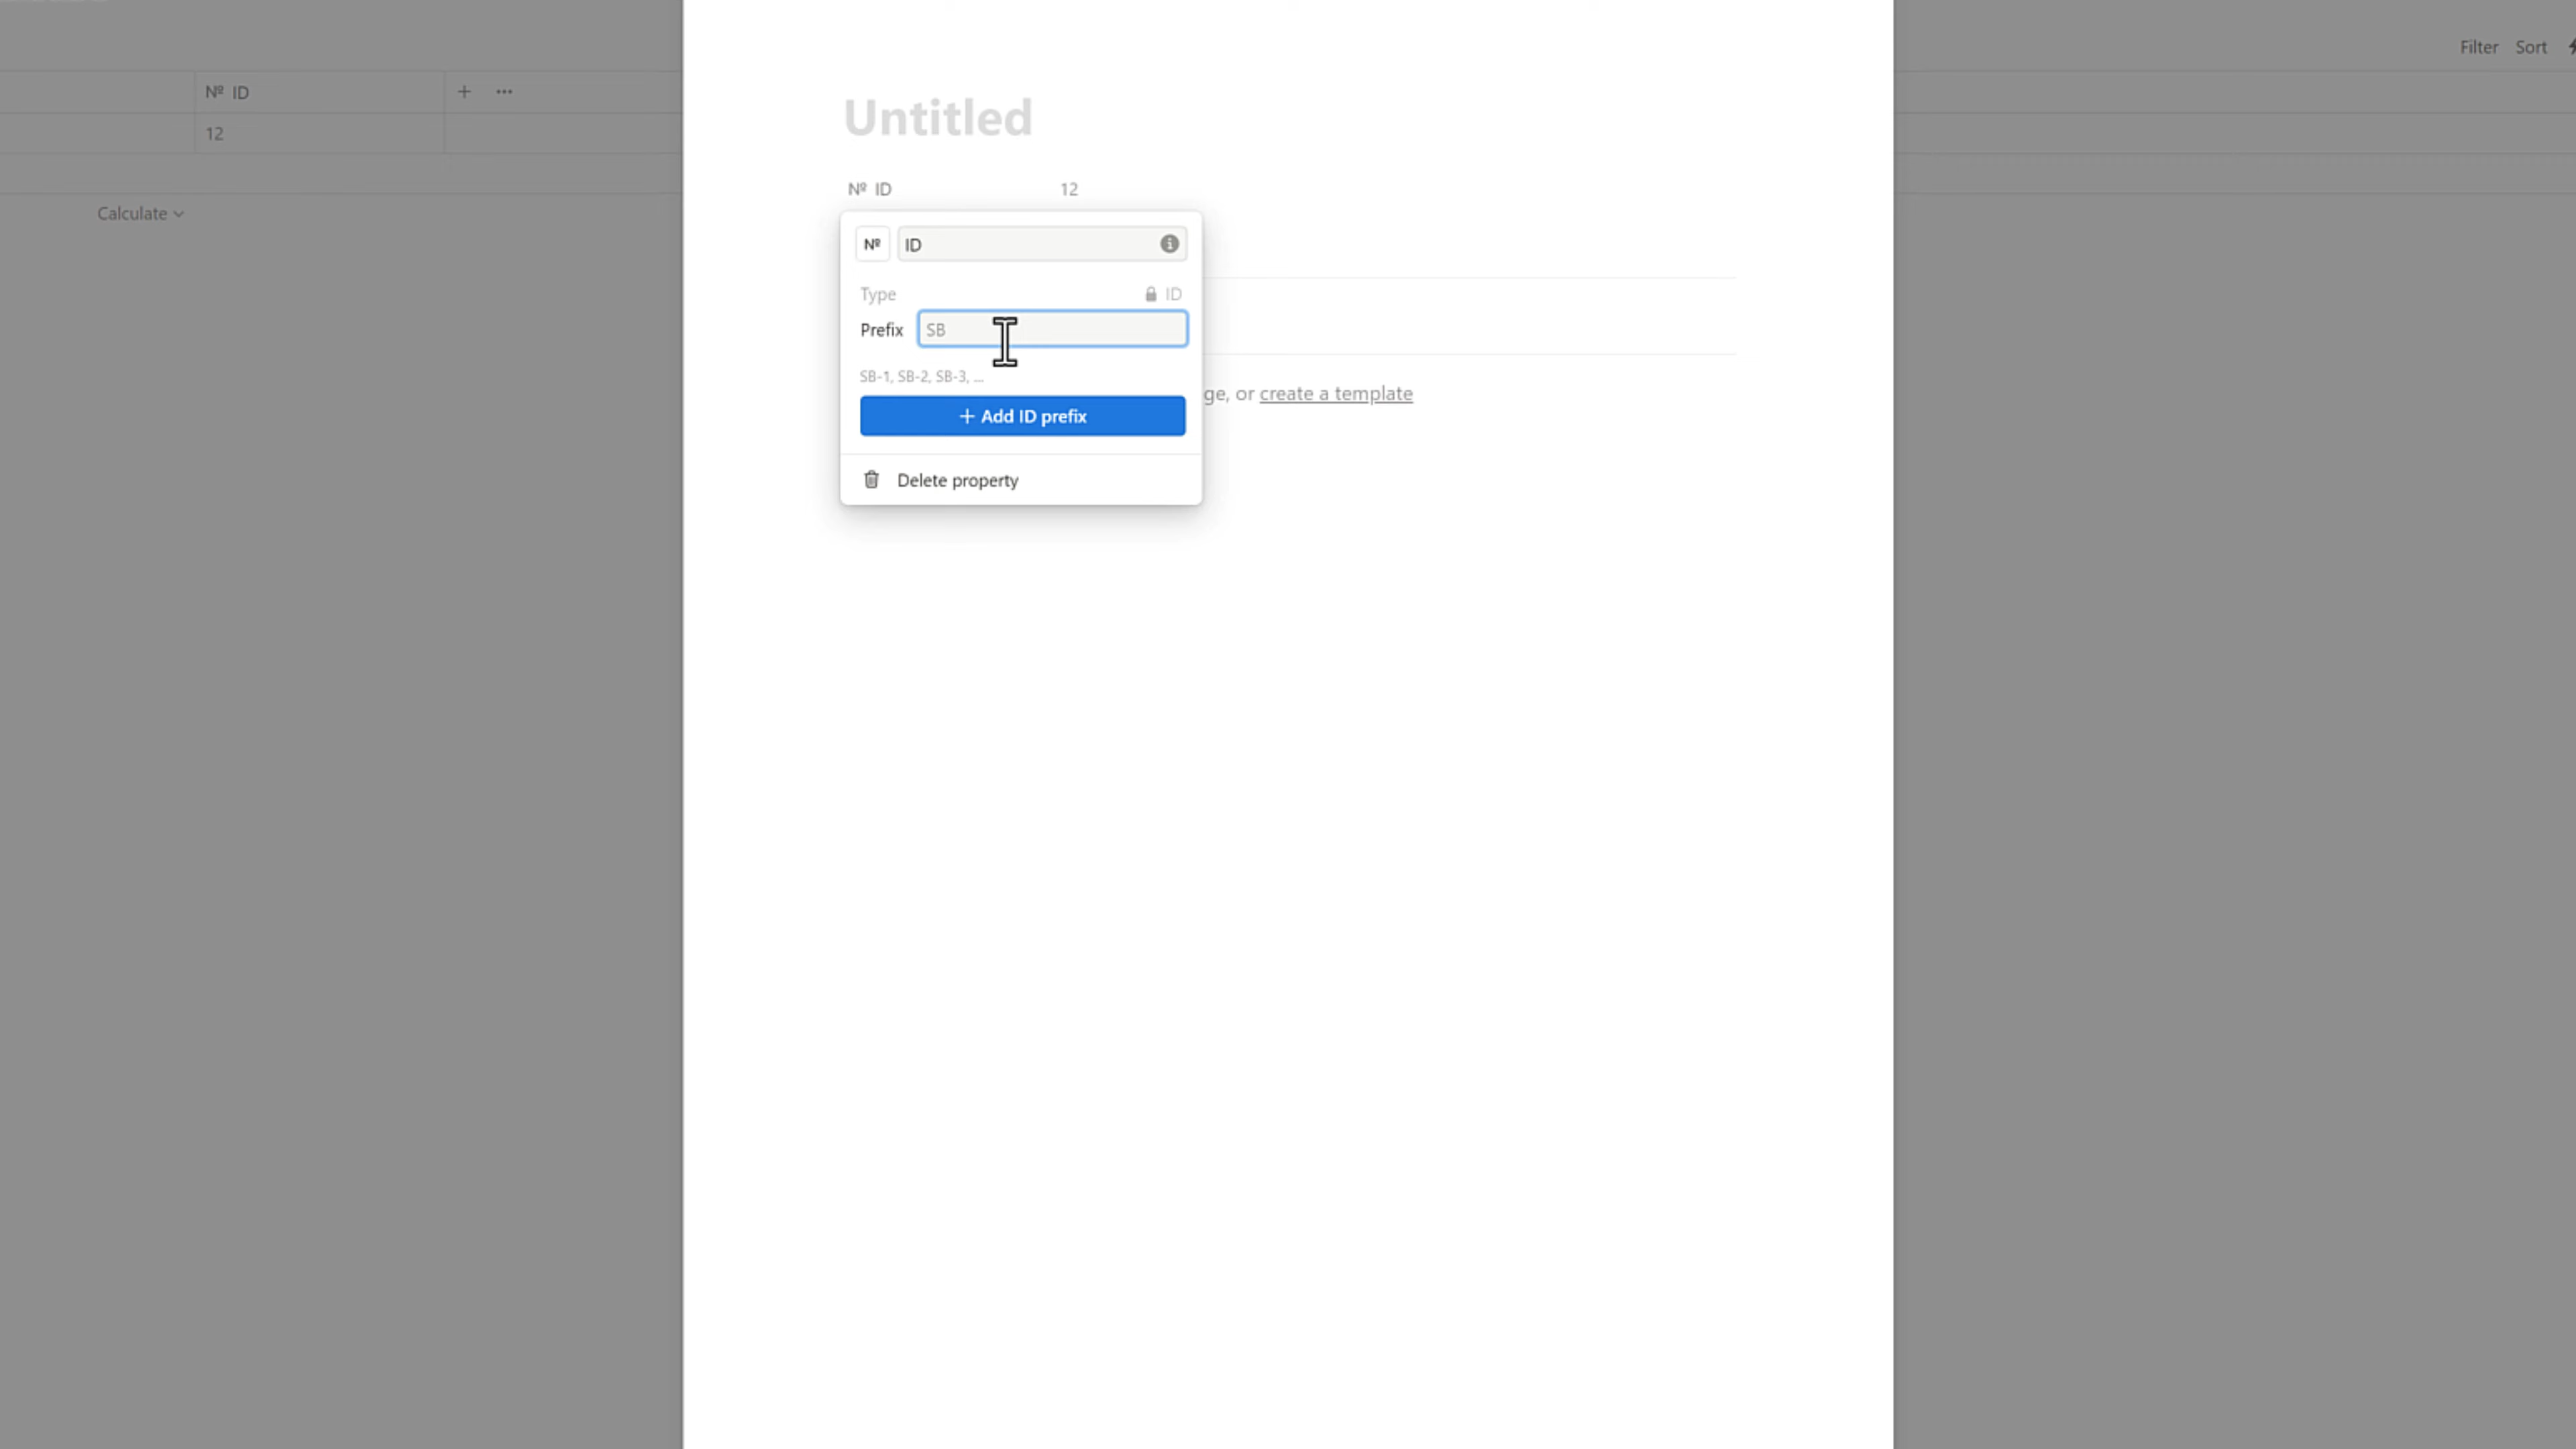 Filter Sort
Nº ID
12
Calculate
Untitled
Nº ID 12
Nº ID
Type ID
Prefix SB
SB-1, SB-2, SB-3, ...
+ Add ID prefix
ge, or create a template
Delete property